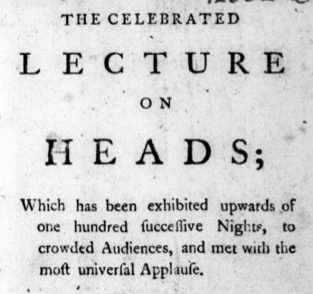 THE CELEBRATED
LECTURE
ON
HEADS;
Which has been exhibited upwards of
one hundred ſucceſſive Nights, to
crowded Audiences, and met with the
moſt univerſal Applauſe.